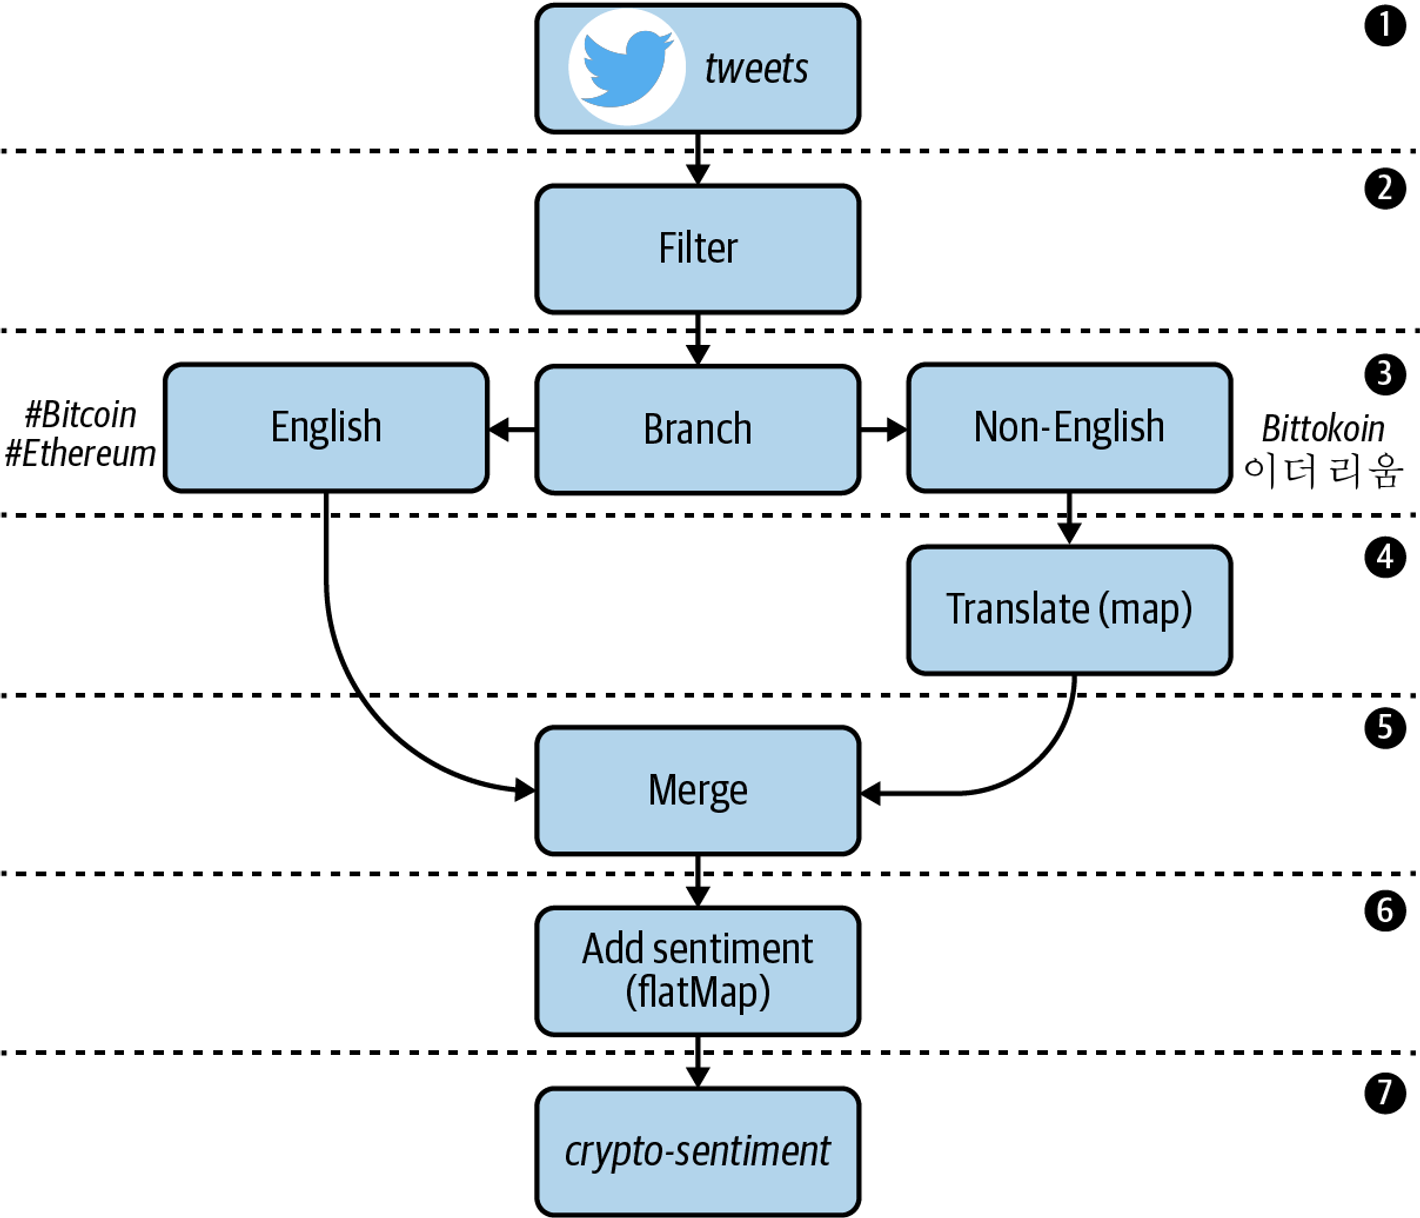 tweets
1
2
Filter
3
#Bitcoin
#Ethereum
English
Branch
Non-English
Bittokoin
이더 리움
4
Translate (map)
5
Merge
6
Add sentiment
(flatMap)
7
crypto-sentiment